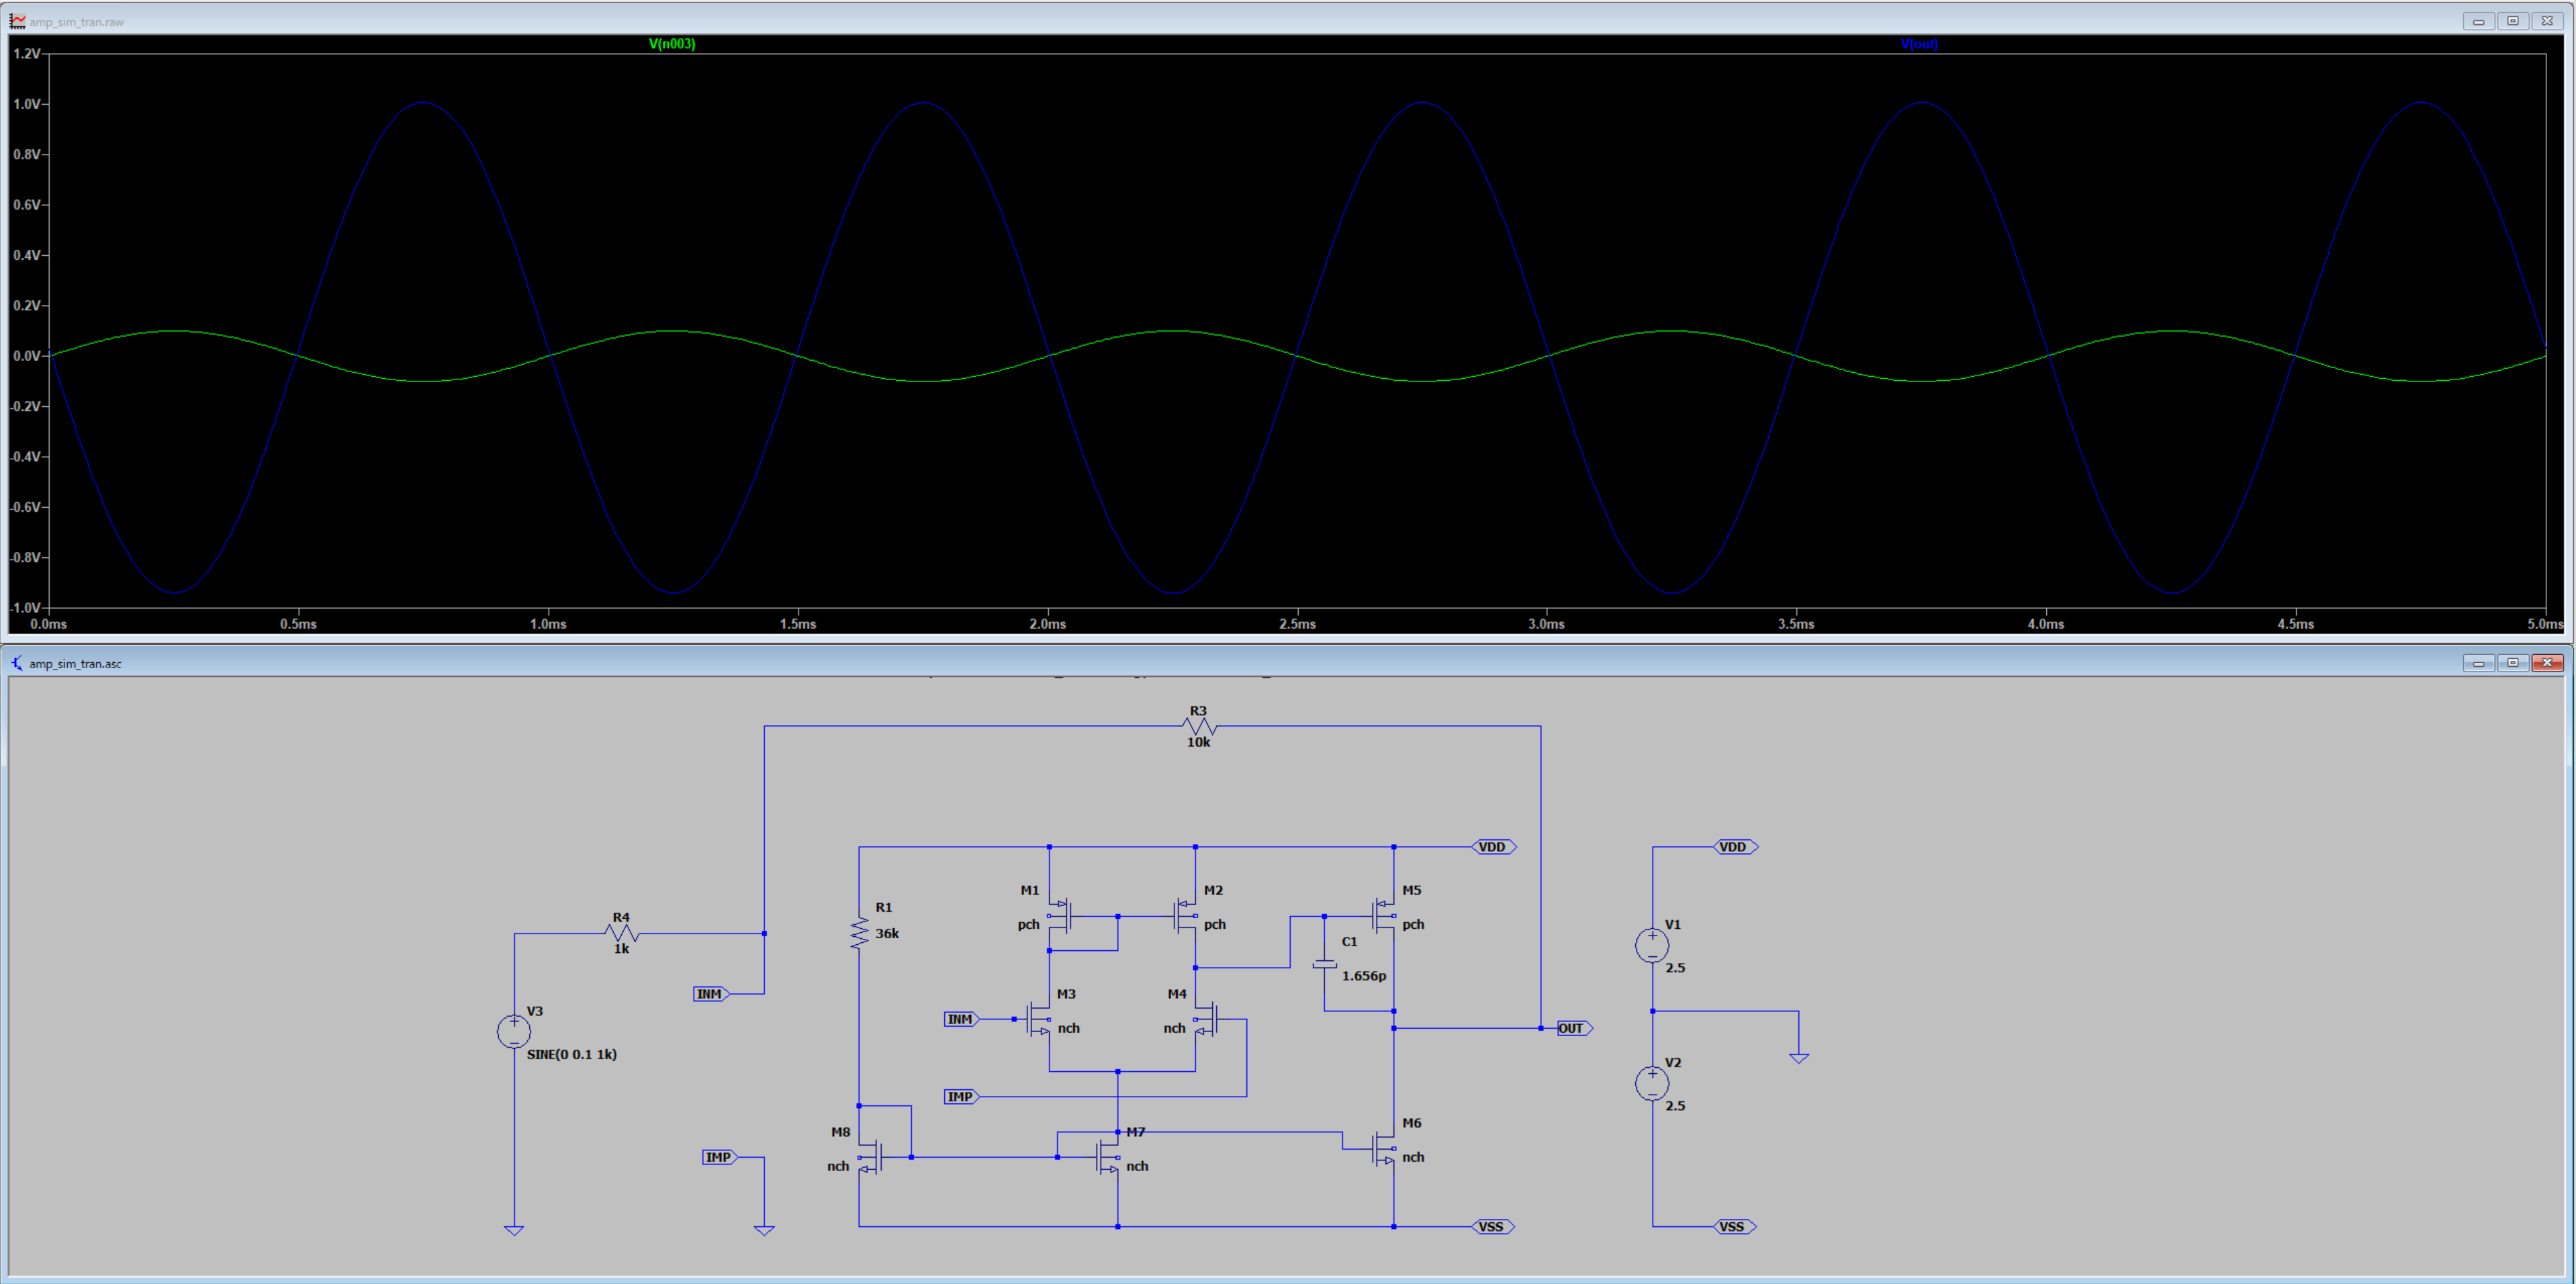 amp_sim_tran.raw
V(n003) V(out)
1.2V
1.0V
0.8V
0.6V
0.4V
0.2V
0.0V
-0.2V
-0.4V
-0.6V
-0.8V
-1.0V
0.0ms 0.5ms 1.0ms 1.5ms 2.0ms 2.5ms 3.0ms 3.5ms 4.0ms 4.5ms 5.0ms
amp_sim_tran.asc
R3
10k
VDD
VDD
M1
pch
M2
pch
M5
pch
R4
1k
R1
36k
C1
1.656p
V1
2.5
INM
M3
nch
M4
nch
INM
OUT
V3
SINE(0 0.1 1k)
V2
2.5
IMP
M8
nch
M7
nch
M6
nch
IMP
VSS
VSS